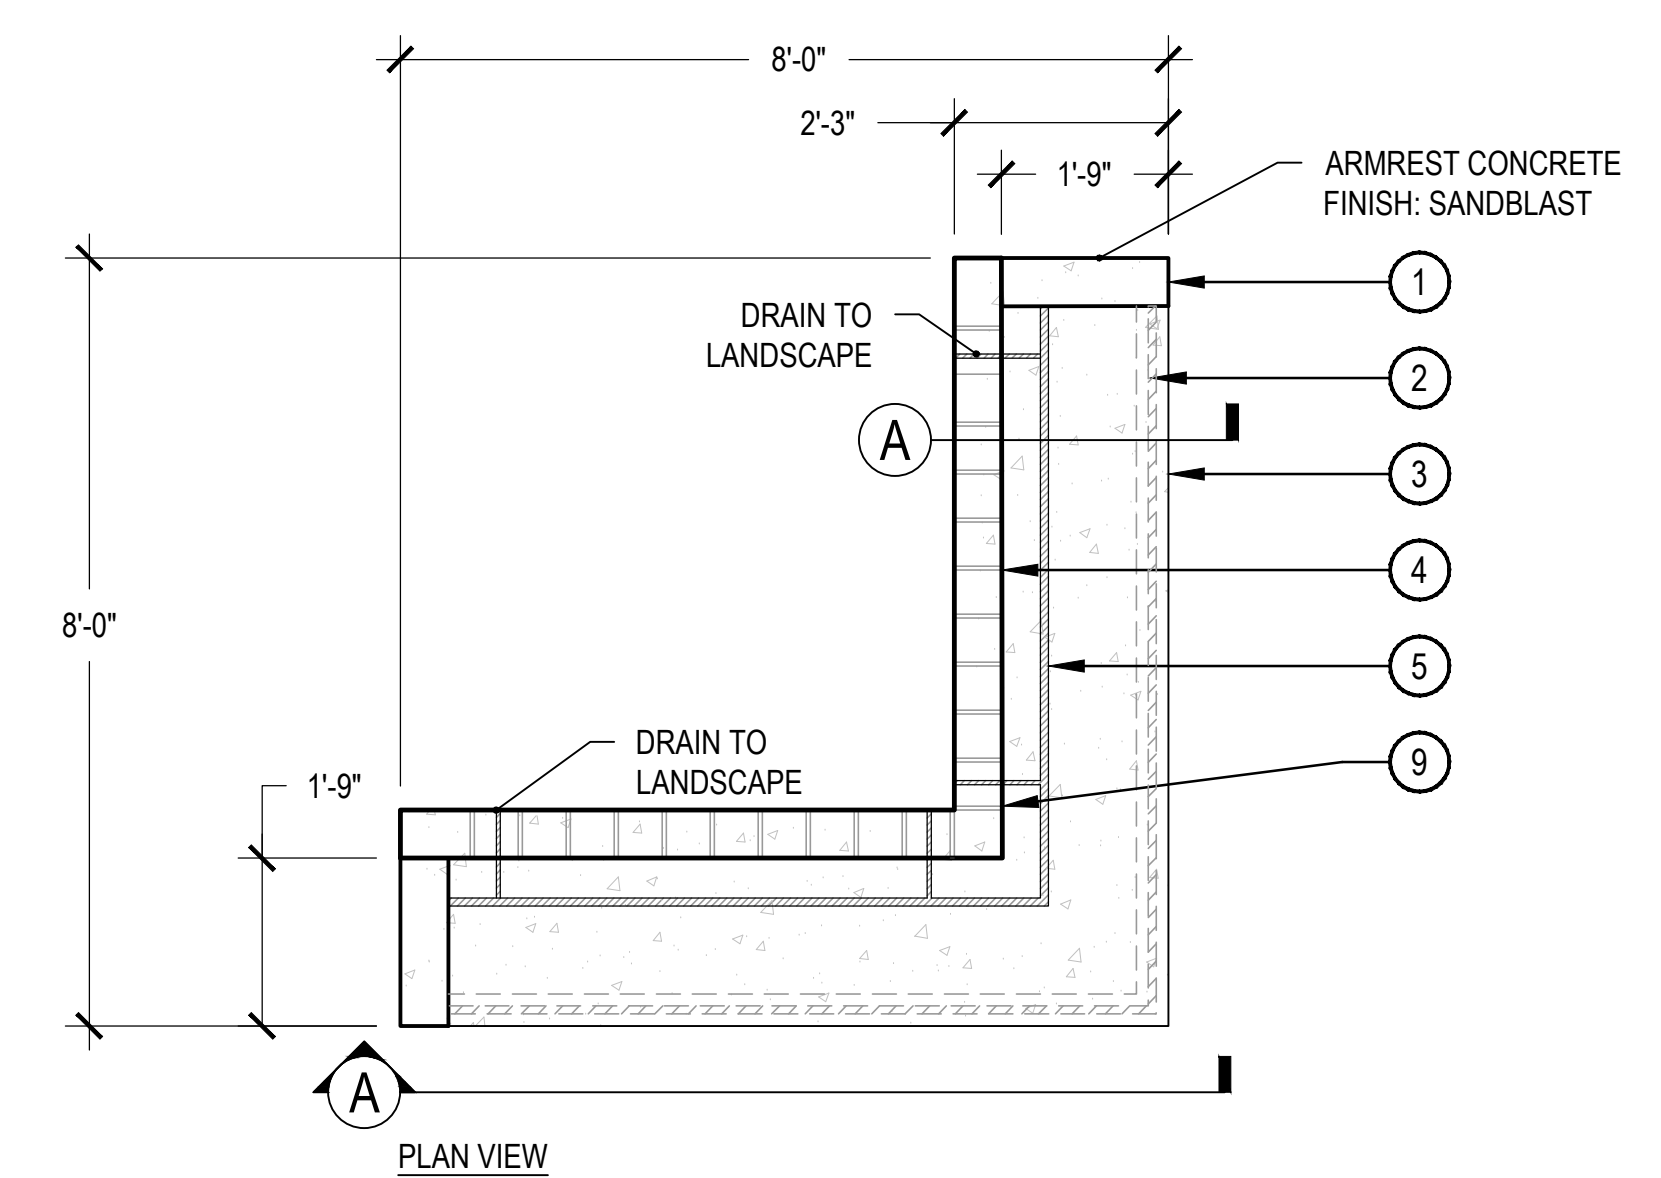 8'-0"
2'-3"
1'-9"
ARMREST CONCRETE
FINISH: SANDBLAST
1
DRAIN TO
LANDSCAPE
2
A
3
4
8'-0"
5
DRAIN TO
LANDSCAPE
9
1'-9"
A
PLAN VIEW